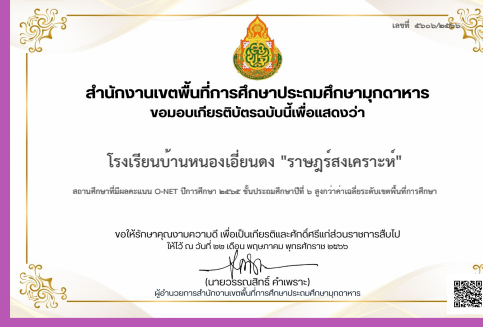 เลขที่ ๕๖๐๖/๒๕๖๖
สำนักงานเขตพื้นที่การศึกษาประถมศึกษามุกดาหาร
ขอมอบเกียรติบัตรฉบับนี้เพื่อแสดงว่า
โรงเรียนบ้านหนองเอี่ยนดง "ราษฎร์สงเคราะห์"
สถานศึกษาที่มีผลคะแนน O-NET ปีการศึกษา ๒๕๖๕ ชั้นประถมศึกษาปีที่ ๖ สูงกว่าค่าเฉลี่ยระดับเขตพื้นที่การศึกษา
ขอให้รักษาคุณงามความดี เพื่อเป็นเกียรติและศักดิ์ศรีแก่ส่วนราชการสืบไป
ให้ไว้ ณ วันที่ ๒๒ เดือน พฤษภาคม พุทธศักราช ๒๕๖๖
(นายวรรณสิทธิ์ คำเพราะ)
ผู้อำนวยการสำนักงานเขตพื้นที่การศึกษาประถมศึกษามุกดาหาร